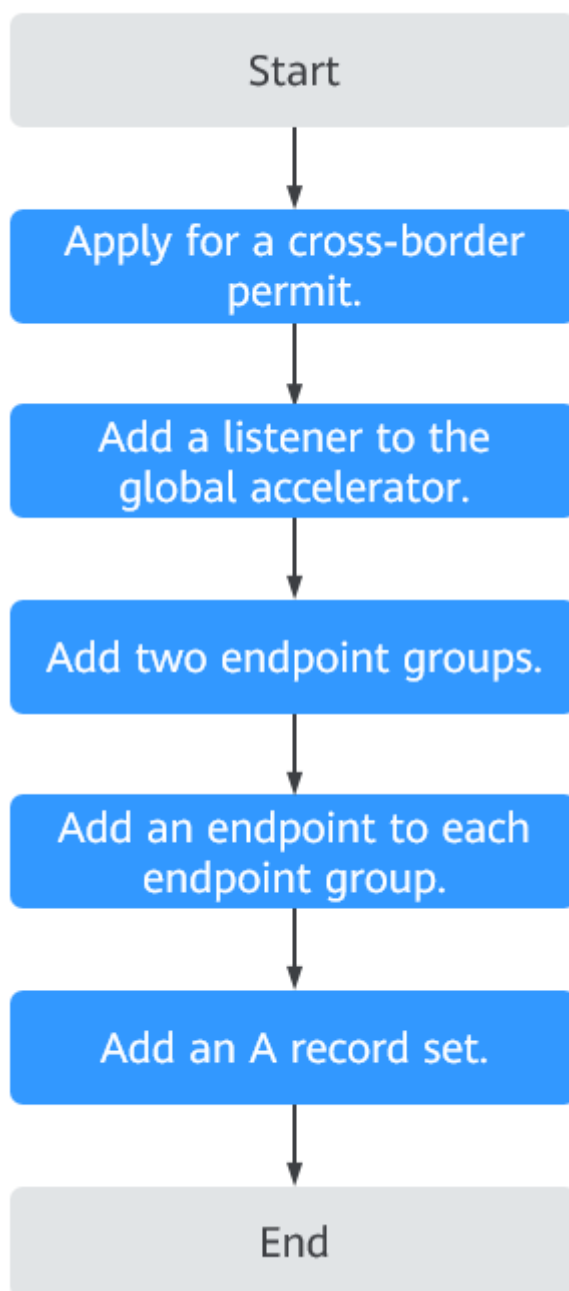 Start
Apply for a cross-border
permit.
Add a listener to the
global accelerator.
Add two endpoint groups.
Add an endpoint to each
endpoint group.
Add an A record set.
End